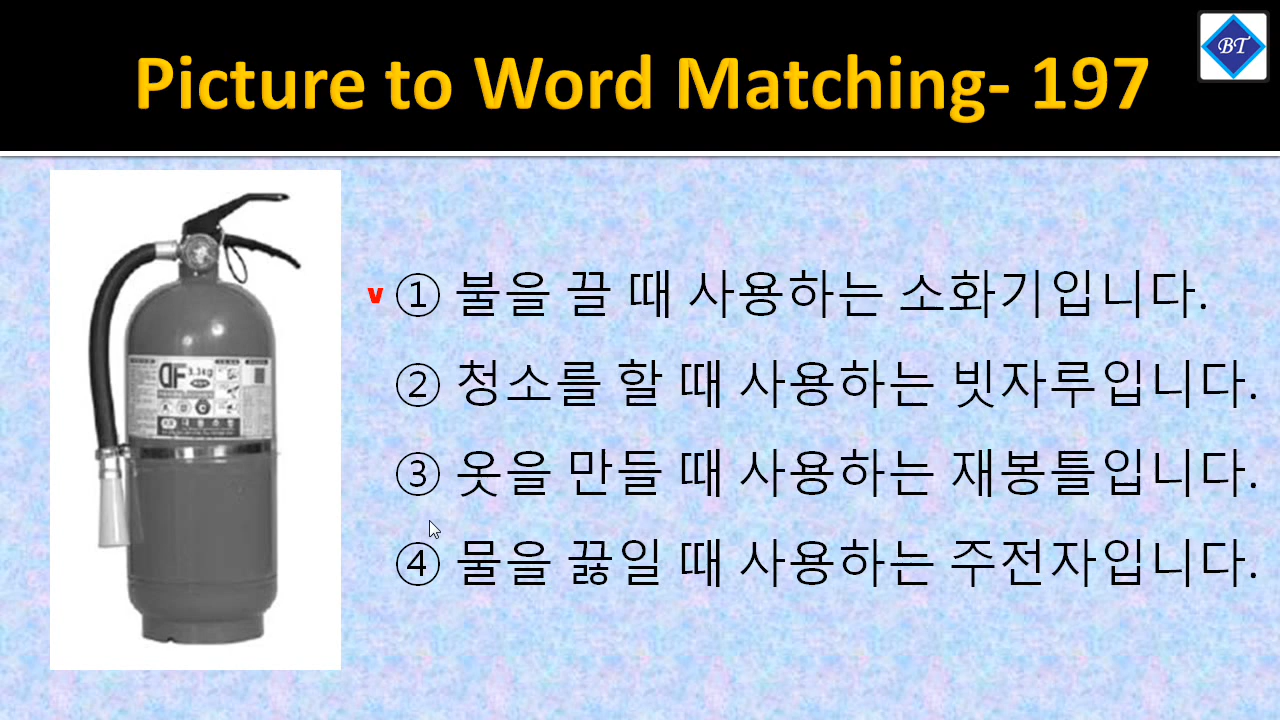 Picture to Word Matching- 197
BT
v ① 불을 끌 때 사용하는 소화기입니다.
② 청소를 할 때 사용하는 빗자루입니다.
③ 옷을 만들 때 사용하는 재봉틀입니다.
④ 물을 끓일 때 사용하는 주전자입니다.
DF 3.3kg